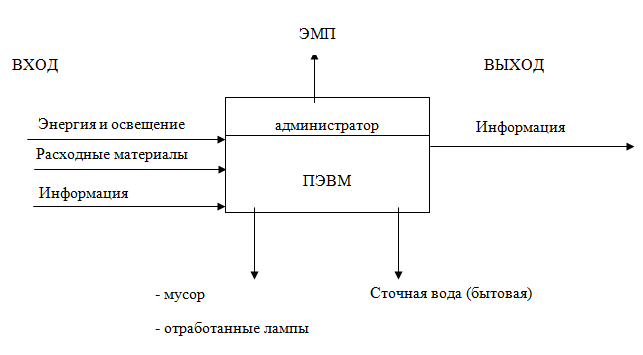 ЭМП
ВХОД
ВЫХОД
Энергия и освещение
администратор
Информация
Расходные материалы
ПЭВМ
Информация
- мусор
Сточная вода (бытовая)
- отработанные лампы